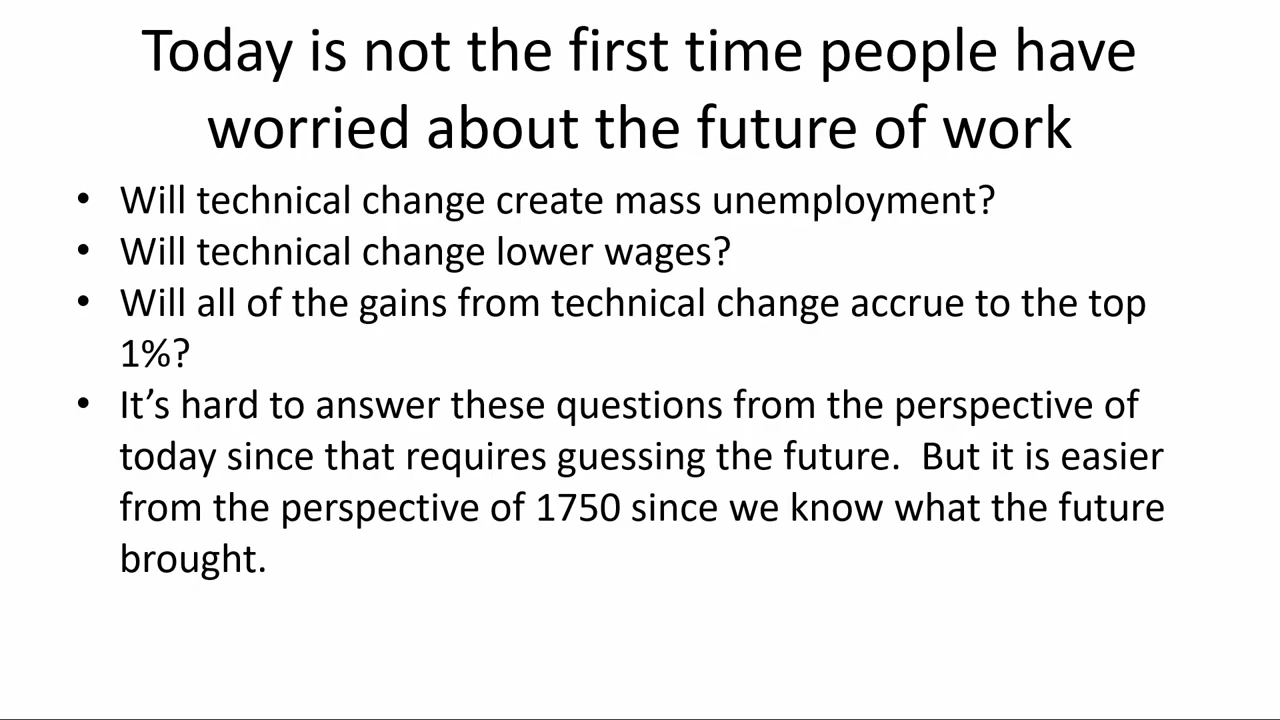 Today is not the first time people have
worried about the future of work
• Will technical change create mass unemployment?
• Will technical change lower wages?
• Will all of the gains from technical change accrue to the top
1%?
• It’s hard to answer these questions from the perspective of
today since that requires guessing the future.  But it is easier
from the perspective of 1750 since we know what the future
brought.